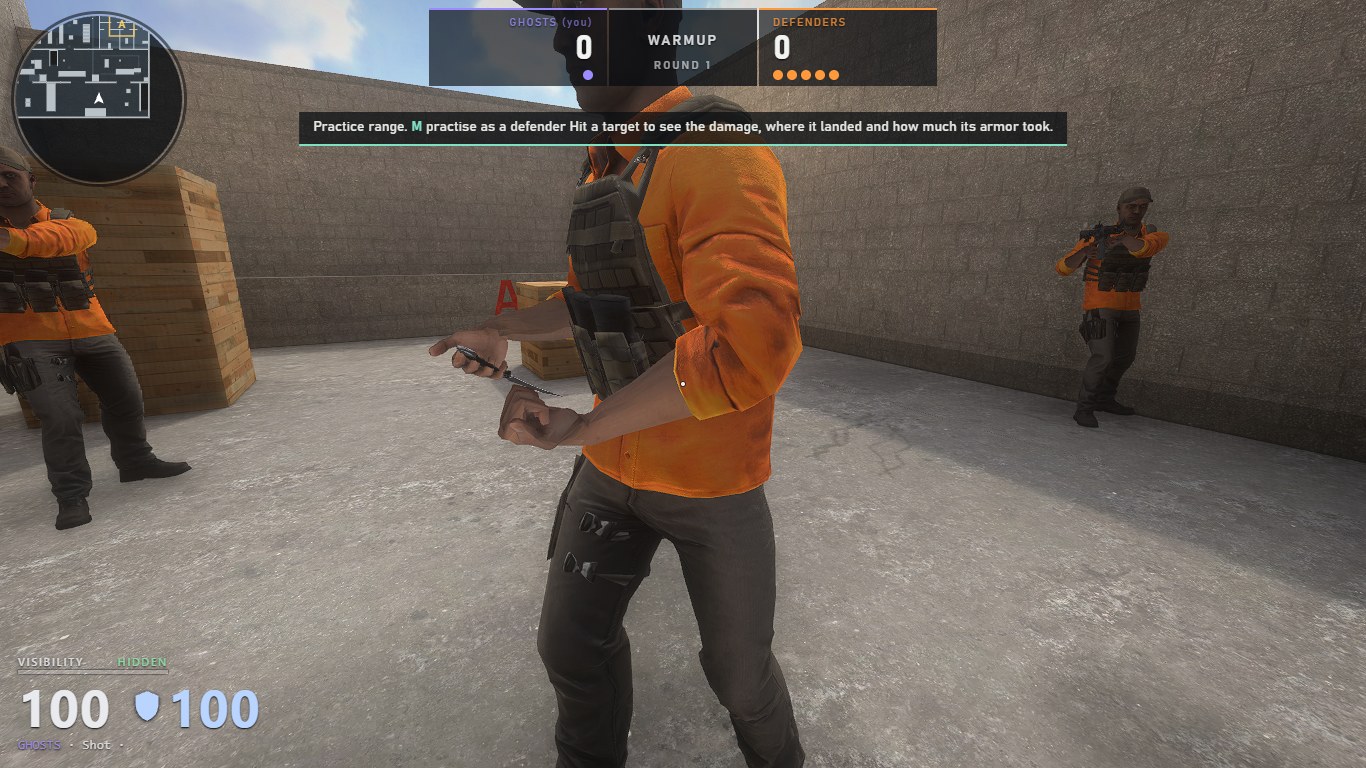 A
GHOSTS (you)
0
WARMUP
ROUND 1
DEFENDERS
0
Practice range. M practise as a defender Hit a target to see the damage, where it landed and how much its armor took.
A
VISIBILITY HIDDEN
100 100
GHOSTS · Shot ·